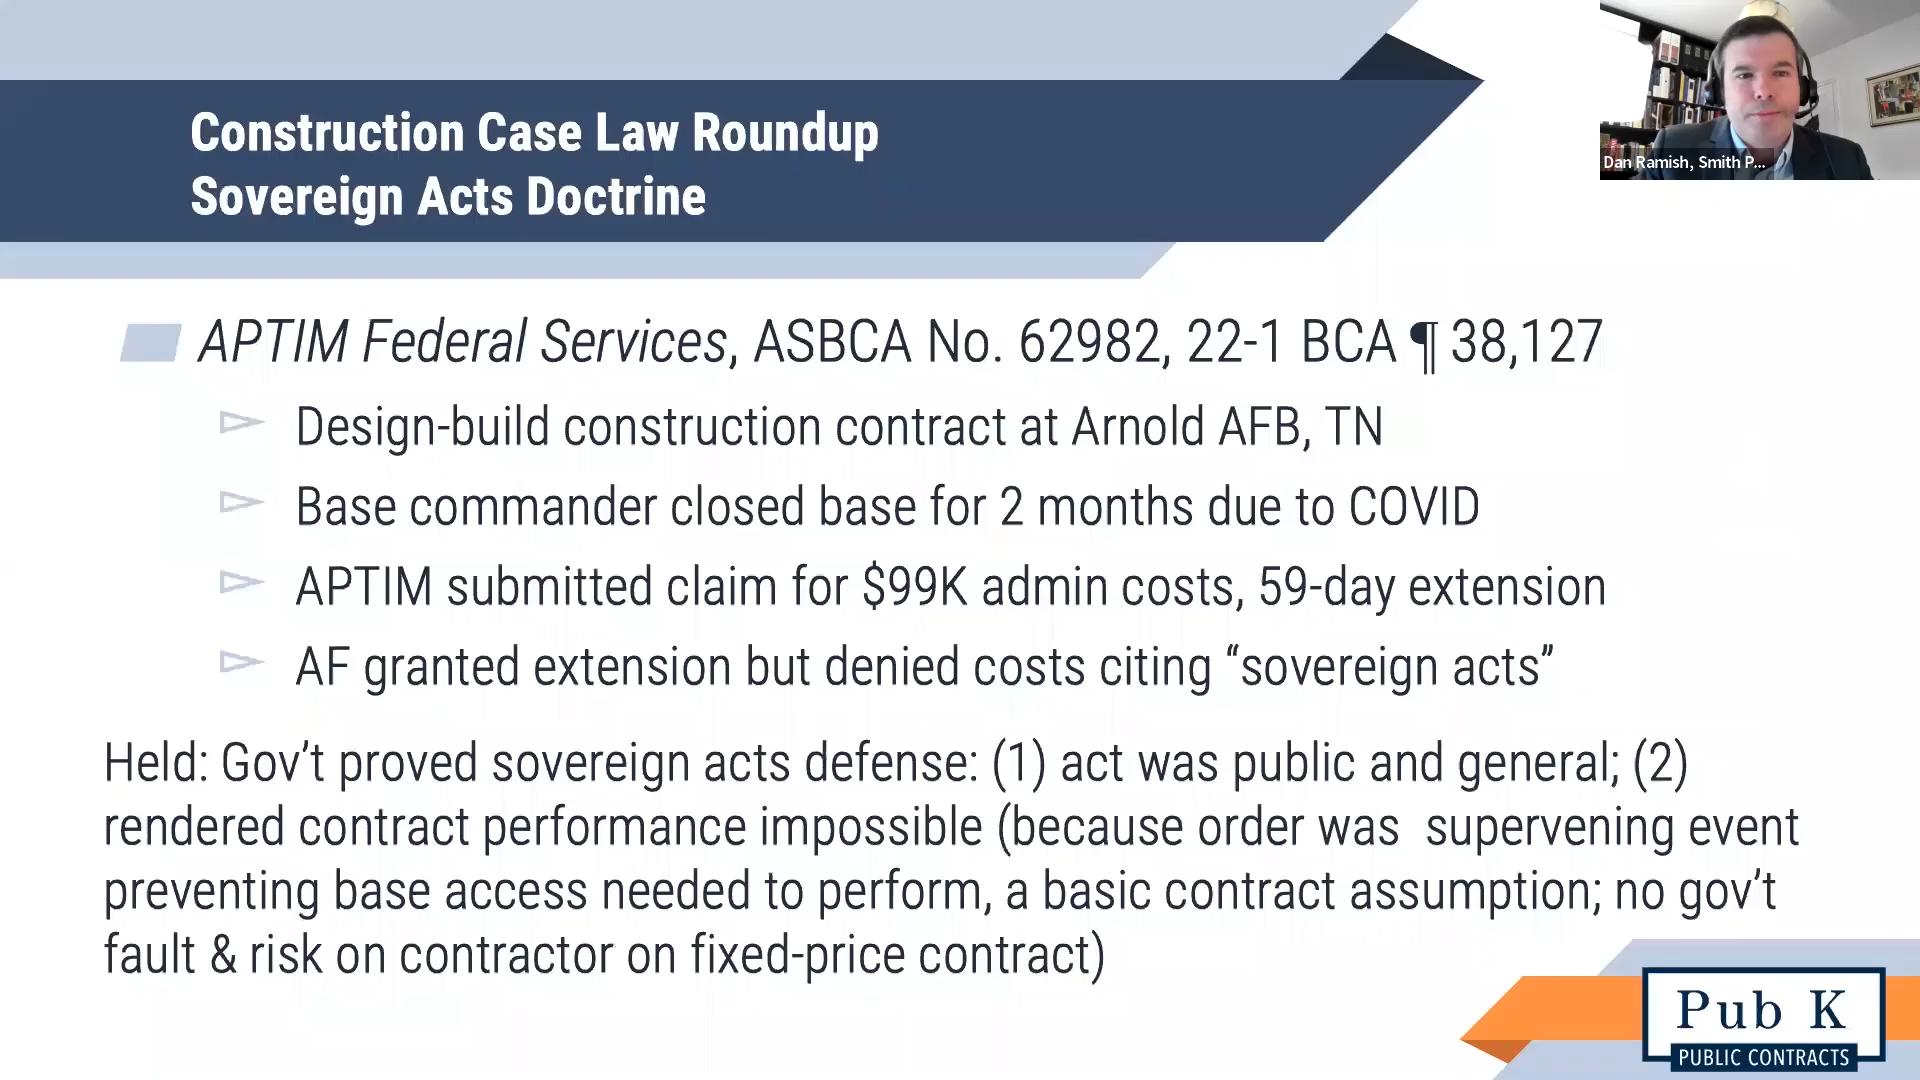 Construction Case Law Roundup
Sovereign Acts Doctrine
Dan Ramish, Smith P...
APTIM Federal Services, ASBCA No. 62982, 22-1 BCA ¶ 38,127
Design-build construction contract at Arnold AFB, TN
Base commander closed base for 2 months due to COVID
APTIM submitted claim for $99K admin costs, 59-day extension
AF granted extension but denied costs citing “sovereign acts”
Held: Gov’t proved sovereign acts defense: (1) act was public and general; (2)
rendered contract performance impossible (because order was supervening event
preventing base access needed to perform, a basic contract assumption; no gov’t
fault & risk on contractor on fixed-price contract)
Pub K
PUBLIC CONTRACTS